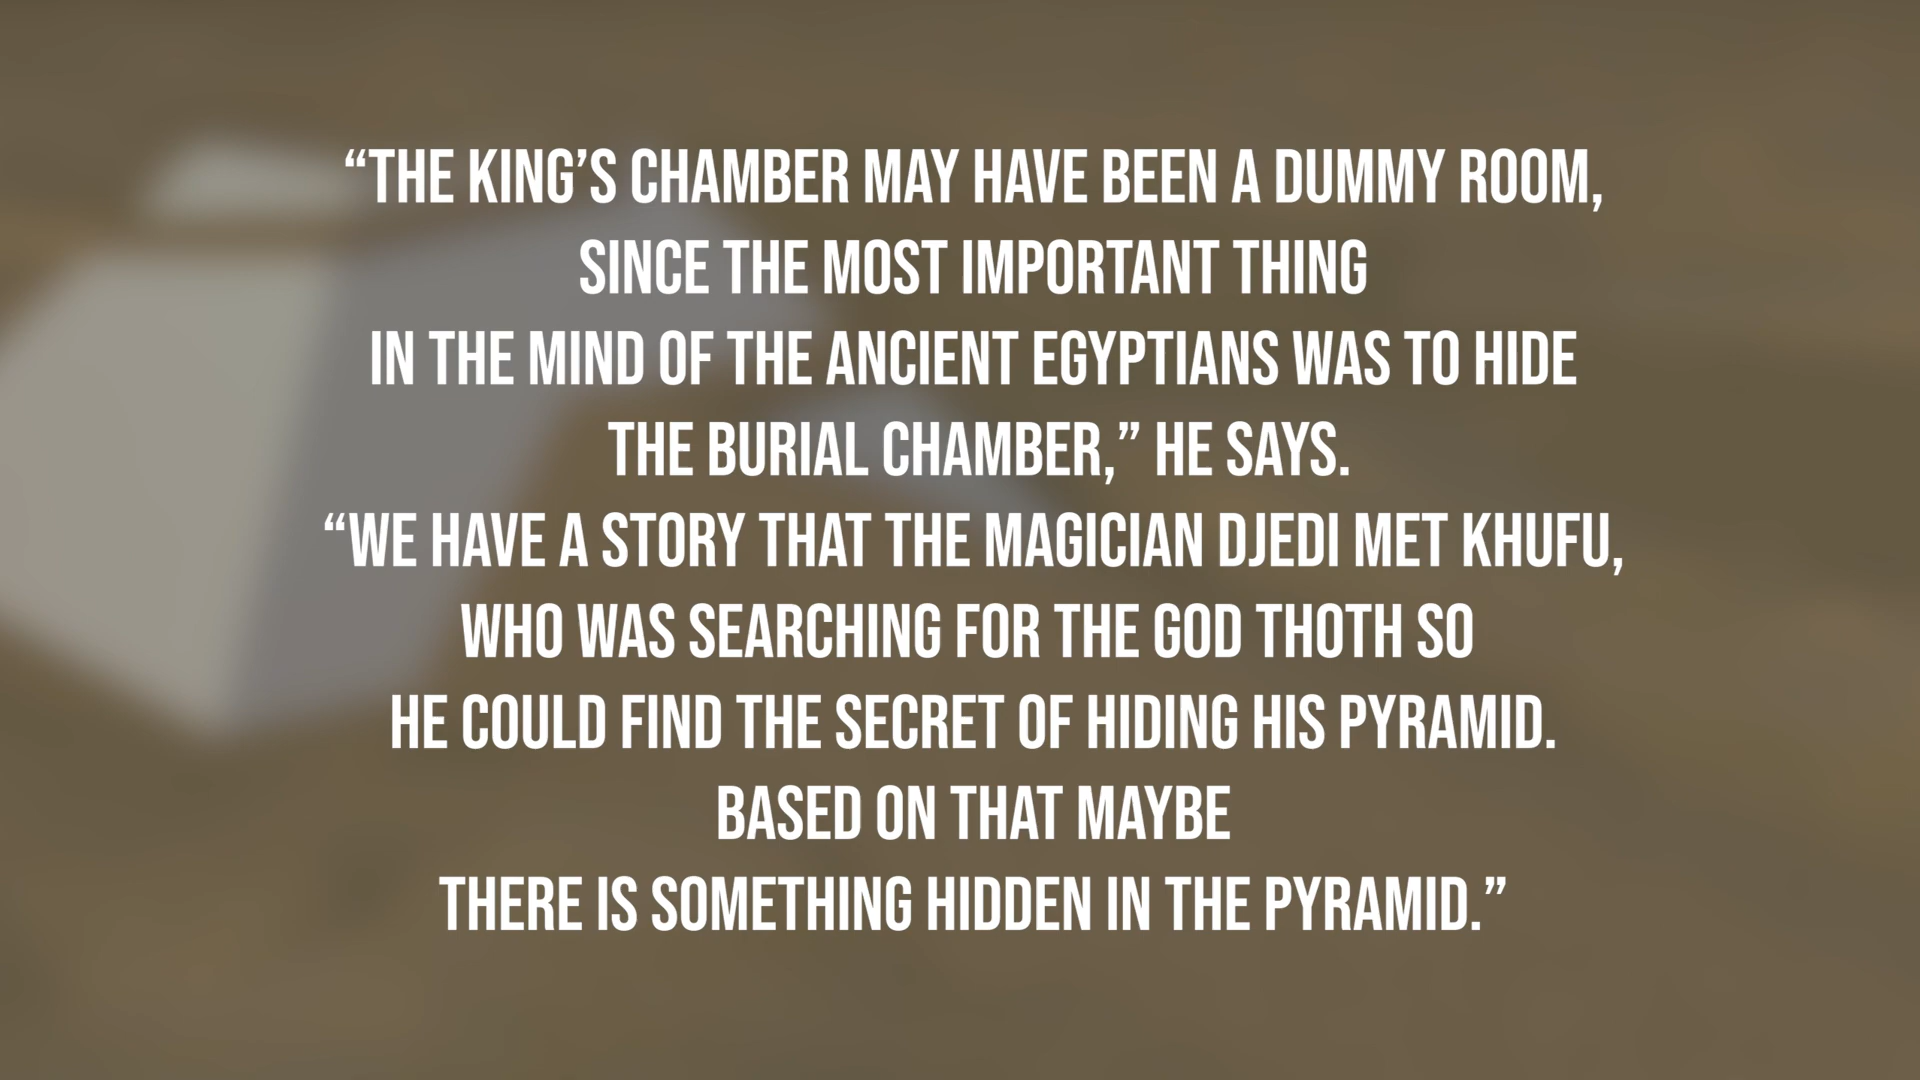 “THE KING’S CHAMBER MAY HAVE BEEN A DUMMY ROOM,
SINCE THE MOST IMPORTANT THING
IN THE MIND OF THE ANCIENT EGYPTIANS WAS TO HIDE
THE BURIAL CHAMBER,” HE SAYS.
“WE HAVE A STORY THAT THE MAGICIAN DJEDI MET KHUFU,
WHO WAS SEARCHING FOR THE GOD THOTH SO
HE COULD FIND THE SECRET OF HIDING HIS PYRAMID.
BASED ON THAT MAYBE
THERE IS SOMETHING HIDDEN IN THE PYRAMID.”